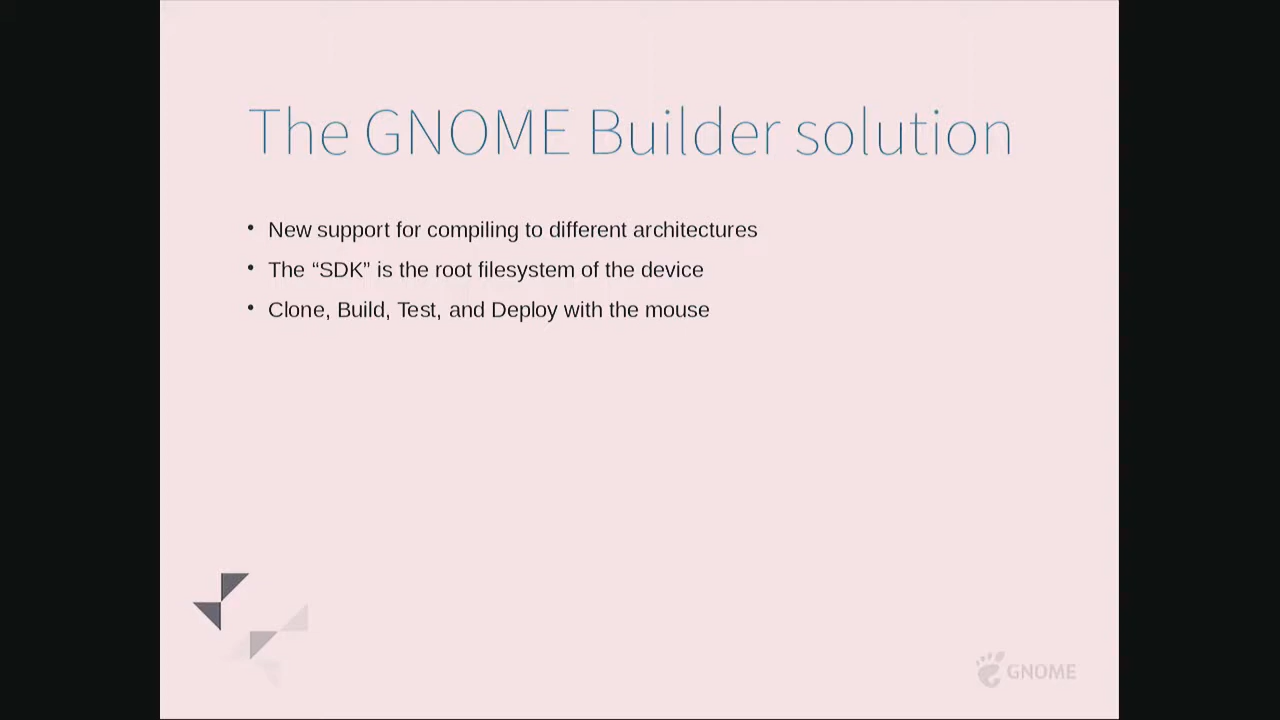 The GNOME Builder solution
• New support for compiling to different architectures
• The “SDK” is the root filesystem of the device
• Clone, Build, Test, and Deploy with the mouse
GNOME